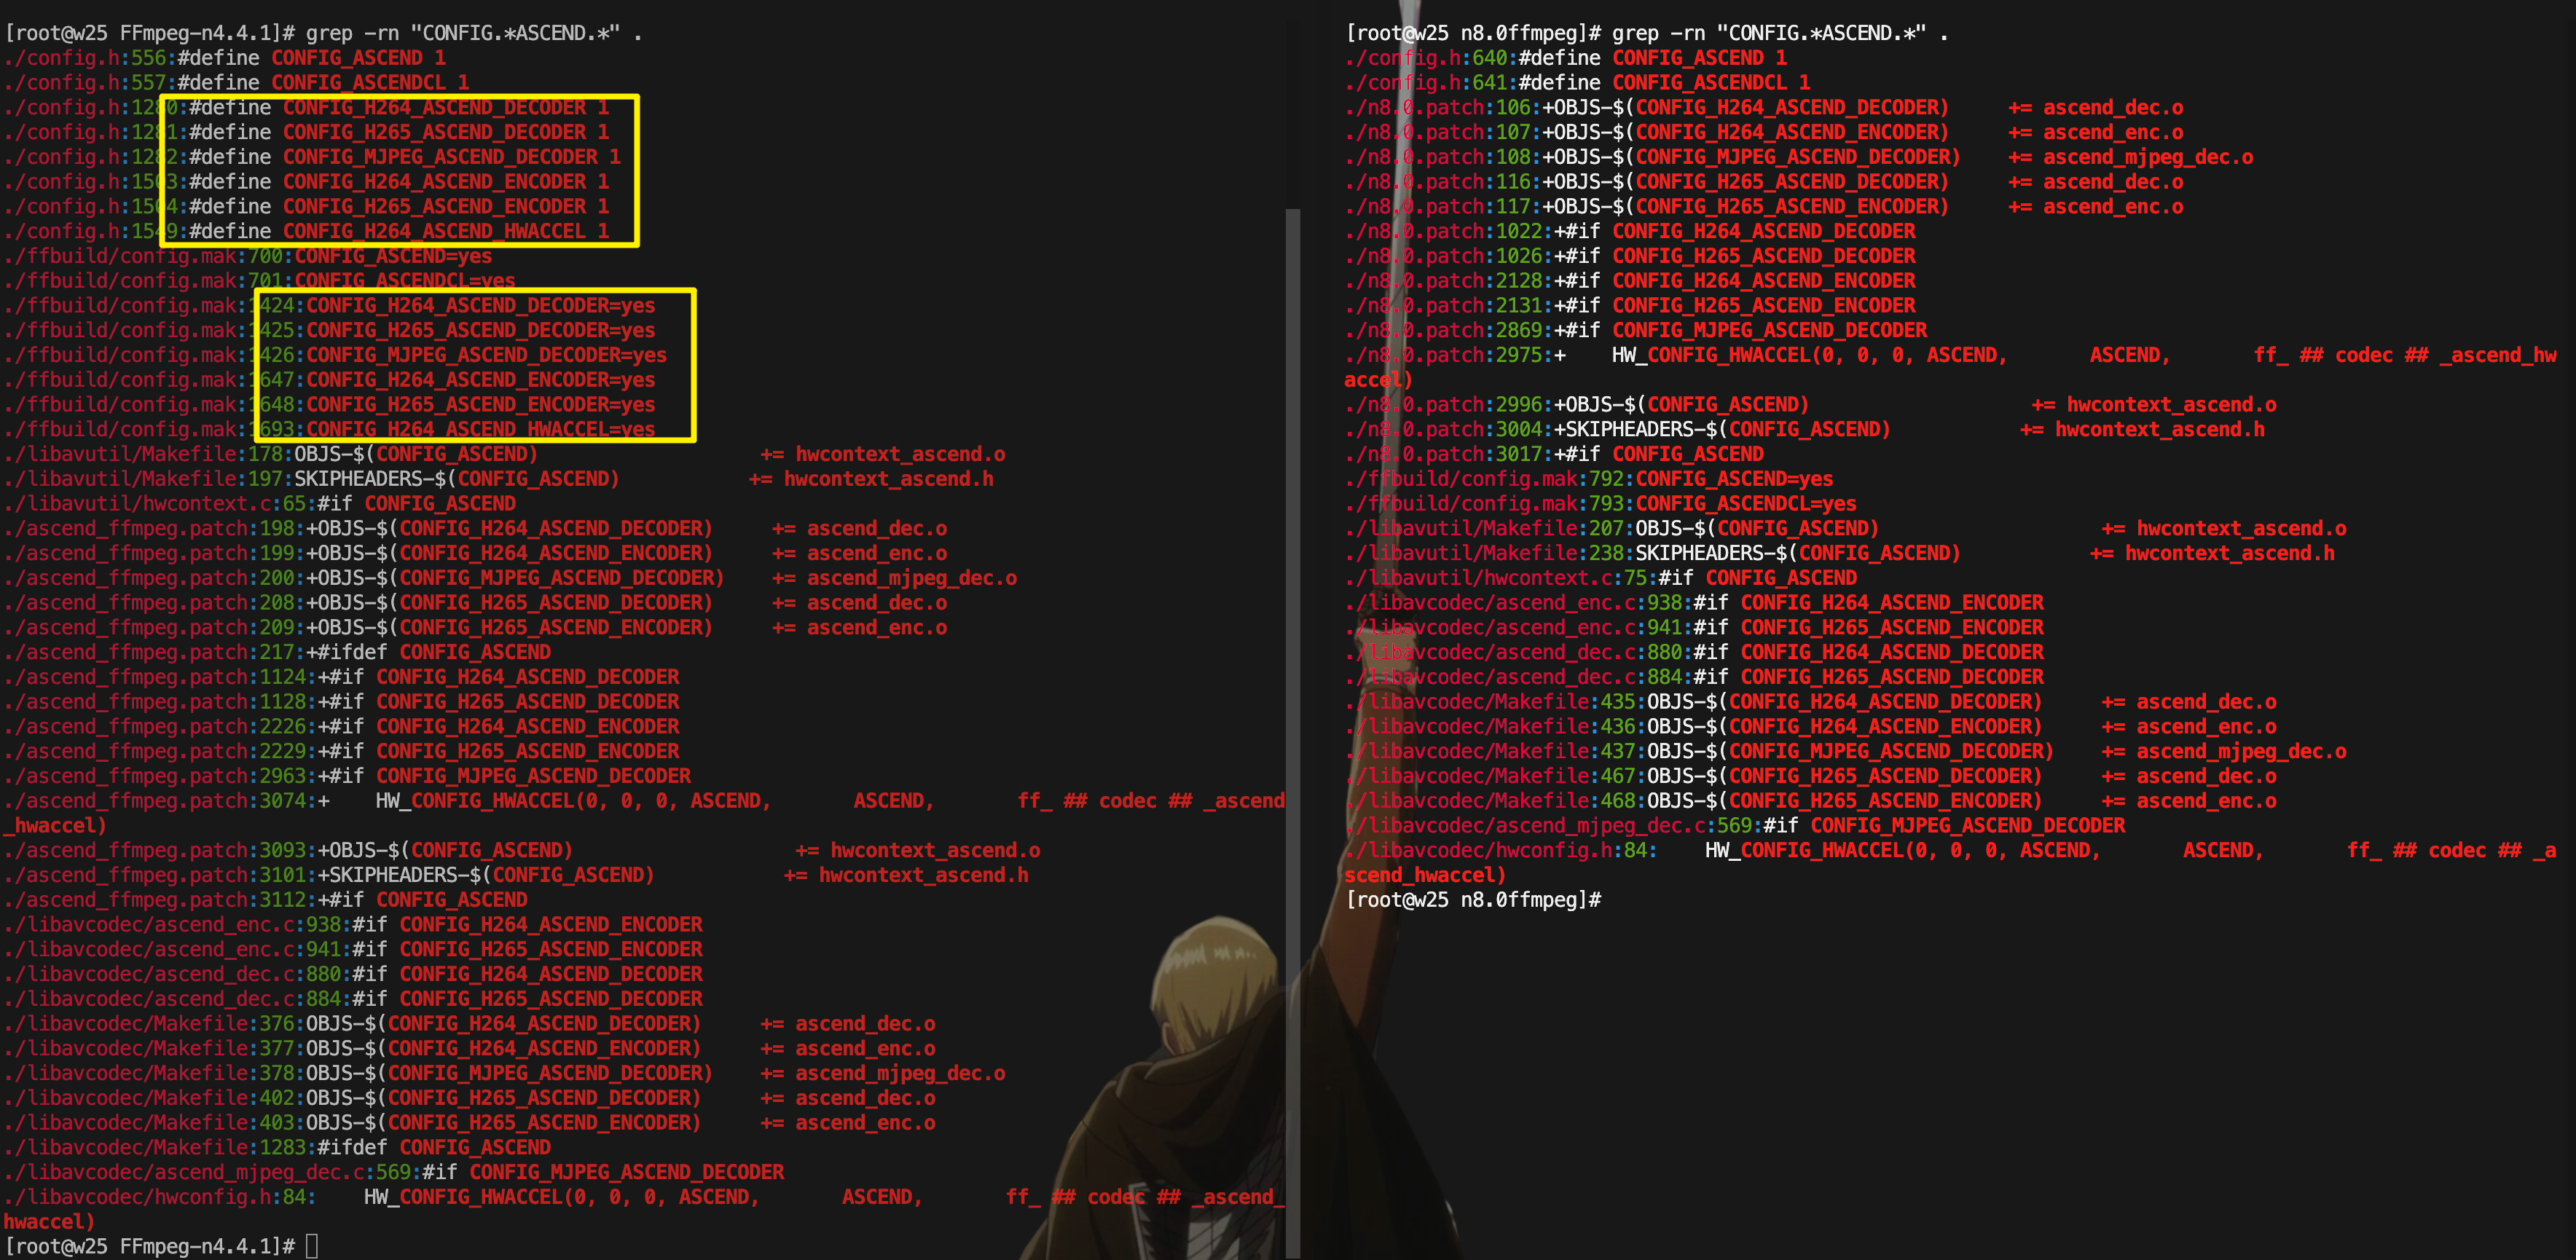 [root@w25 FFmpeg-n4.4.1]# grep -rn "CONFIG.*ASCEND.*" .
./config.h:556:#define CONFIG_ASCEND 1
./config.h:557:#define CONFIG_ASCENDCL 1
./config.h:1280:#define CONFIG_H264_ASCEND_DECODER 1
./config.h:1281:#define CONFIG_H265_ASCEND_DECODER 1
./config.h:1282:#define CONFIG_MJPEG_ASCEND_DECODER 1
./config.h:1503:#define CONFIG_H264_ASCEND_ENCODER 1
./config.h:1504:#define CONFIG_H265_ASCEND_ENCODER 1
./config.h:1549:#define CONFIG_H264_ASCEND_HWACCEL 1
./ffbuild/config.mak:700:CONFIG_ASCEND=yes
./ffbuild/config.mak:701:CONFIG_ASCENDCL=yes
./ffbuild/config.mak:1424:CONFIG_H264_ASCEND_DECODER=yes
./ffbuild/config.mak:1425:CONFIG_H265_ASCEND_DECODER=yes
./ffbuild/config.mak:1426:CONFIG_MJPEG_ASCEND_DECODER=yes
./ffbuild/config.mak:1647:CONFIG_H264_ASCEND_ENCODER=yes
./ffbuild/config.mak:1648:CONFIG_H265_ASCEND_ENCODER=yes
./ffbuild/config.mak:1693:CONFIG_H264_ASCEND_HWACCEL=yes
./libavutil/Makefile:178:OBJS-$(CONFIG_ASCEND) += hwcontext_ascend.o
./libavutil/Makefile:197:SKIPHEADERS-$(CONFIG_ASCEND) += hwcontext_ascend.h
./libavutil/hwcontext.c:65:#if CONFIG_ASCEND
./ascend_ffmpeg.patch:198:+OBJS-$(CONFIG_H264_ASCEND_DECODER) += ascend_dec.o
./ascend_ffmpeg.patch:199:+OBJS-$(CONFIG_H264_ASCEND_ENCODER) += ascend_enc.o
./ascend_ffmpeg.patch:200:+OBJS-$(CONFIG_MJPEG_ASCEND_DECODER) += ascend_mjpeg_dec.o
./ascend_ffmpeg.patch:208:+OBJS-$(CONFIG_H265_ASCEND_DECODER) += ascend_dec.o
./ascend_ffmpeg.patch:209:+OBJS-$(CONFIG_H265_ASCEND_ENCODER) += ascend_enc.o
./ascend_ffmpeg.patch:217:+#ifdef CONFIG_ASCEND
./ascend_ffmpeg.patch:1124:+#if CONFIG_H264_ASCEND_DECODER
./ascend_ffmpeg.patch:1128:+#if CONFIG_H265_ASCEND_DECODER
./ascend_ffmpeg.patch:2226:+#if CONFIG_H264_ASCEND_ENCODER
./ascend_ffmpeg.patch:2229:+#if CONFIG_H265_ASCEND_ENCODER
./ascend_ffmpeg.patch:2963:+#if CONFIG_MJPEG_ASCEND_DECODER
./ascend_ffmpeg.patch:3074:+ HW_CONFIG_HWACCEL(0, 0, 0, ASCEND, ASCEND, ff_ ## codec ## _ascend
_hwaccel)
./ascend_ffmpeg.patch:3093:+OBJS-$(CONFIG_ASCEND) += hwcontext_ascend.o
./ascend_ffmpeg.patch:3101:+SKIPHEADERS-$(CONFIG_ASCEND) += hwcontext_ascend.h
./ascend_ffmpeg.patch:3112:+#if CONFIG_ASCEND
./libavcodec/ascend_enc.c:938:#if CONFIG_H264_ASCEND_ENCODER
./libavcodec/ascend_enc.c:941:#if CONFIG_H265_ASCEND_ENCODER
./libavcodec/ascend_dec.c:880:#if CONFIG_H264_ASCEND_DECODER
./libavcodec/ascend_dec.c:884:#if CONFIG_H265_ASCEND_DECODER
./libavcodec/Makefile:376:OBJS-$(CONFIG_H264_ASCEND_DECODER) += ascend_dec.o
./libavcodec/Makefile:377:OBJS-$(CONFIG_H264_ASCEND_ENCODER) += ascend_enc.o
./libavcodec/Makefile:378:OBJS-$(CONFIG_MJPEG_ASCEND_DECODER) += ascend_mjpeg_dec.o
./libavcodec/Makefile:402:OBJS-$(CONFIG_H265_ASCEND_DECODER) += ascend_dec.o
./libavcodec/Makefile:403:OBJS-$(CONFIG_H265_ASCEND_ENCODER) += ascend_enc.o
./libavcodec/Makefile:1283:#ifdef CONFIG_ASCEND
./libavcodec/ascend_mjpeg_dec.c:569:#if CONFIG_MJPEG_ASCEND_DECODER
./libavcodec/hwconfig.h:84: HW_CONFIG_HWACCEL(0, 0, 0, ASCEND, ASCEND, ff_ ## codec ## _ascend_
hwaccel)
[root@w25 FFmpeg-n4.4.1]#
[root@w25 n8.0ffmpeg]# grep -rn "CONFIG.*ASCEND.*" .
./config.h:640:#define CONFIG_ASCEND 1
./config.h:641:#define CONFIG_ASCENDCL 1
./n8.0.patch:106:+OBJS-$(CONFIG_H264_ASCEND_DECODER) += ascend_dec.o
./n8.0.patch:107:+OBJS-$(CONFIG_H264_ASCEND_ENCODER) += ascend_enc.o
./n8.0.patch:108:+OBJS-$(CONFIG_MJPEG_ASCEND_DECODER) += ascend_mjpeg_dec.o
./n8.0.patch:116:+OBJS-$(CONFIG_H265_ASCEND_DECODER) += ascend_dec.o
./n8.0.patch:117:+OBJS-$(CONFIG_H265_ASCEND_ENCODER) += ascend_enc.o
./n8.0.patch:1022:+#if CONFIG_H264_ASCEND_DECODER
./n8.0.patch:1026:+#if CONFIG_H265_ASCEND_DECODER
./n8.0.patch:2128:+#if CONFIG_H264_ASCEND_ENCODER
./n8.0.patch:2131:+#if CONFIG_H265_ASCEND_ENCODER
./n8.0.patch:2869:+#if CONFIG_MJPEG_ASCEND_DECODER
./n8.0.patch:2975:+ HW_CONFIG_HWACCEL(0, 0, 0, ASCEND, ASCEND, ff_ ## codec ## _ascend_hw
accel)
./n8.0.patch:2996:+OBJS-$(CONFIG_ASCEND) += hwcontext_ascend.o
./n8.0.patch:3004:+SKIPHEADERS-$(CONFIG_ASCEND) += hwcontext_ascend.h
./n8.0.patch:3017:+#if CONFIG_ASCEND
./ffbuild/config.mak:792:CONFIG_ASCEND=yes
./ffbuild/config.mak:793:CONFIG_ASCENDCL=yes
./libavutil/Makefile:207:OBJS-$(CONFIG_ASCEND) += hwcontext_ascend.o
./libavutil/Makefile:238:SKIPHEADERS-$(CONFIG_ASCEND) += hwcontext_ascend.h
./libavutil/hwcontext.c:75:#if CONFIG_ASCEND
./libavcodec/ascend_enc.c:938:#if CONFIG_H264_ASCEND_ENCODER
./libavcodec/ascend_enc.c:941:#if CONFIG_H265_ASCEND_ENCODER
./libavcodec/ascend_dec.c:880:#if CONFIG_H264_ASCEND_DECODER
./libavcodec/ascend_dec.c:884:#if CONFIG_H265_ASCEND_DECODER
./libavcodec/Makefile:435:OBJS-$(CONFIG_H264_ASCEND_DECODER) += ascend_dec.o
./libavcodec/Makefile:436:OBJS-$(CONFIG_H264_ASCEND_ENCODER) += ascend_enc.o
./libavcodec/Makefile:437:OBJS-$(CONFIG_MJPEG_ASCEND_DECODER) += ascend_mjpeg_dec.o
./libavcodec/Makefile:467:OBJS-$(CONFIG_H265_ASCEND_DECODER) += ascend_dec.o
./libavcodec/Makefile:468:OBJS-$(CONFIG_H265_ASCEND_ENCODER) += ascend_enc.o
./libavcodec/ascend_mjpeg_dec.c:569:#if CONFIG_MJPEG_ASCEND_DECODER
./libavcodec/hwconfig.h:84: HW_CONFIG_HWACCEL(0, 0, 0, ASCEND, ASCEND, ff_ ## codec ## _a
scend_hwaccel)
[root@w25 n8.0ffmpeg]#